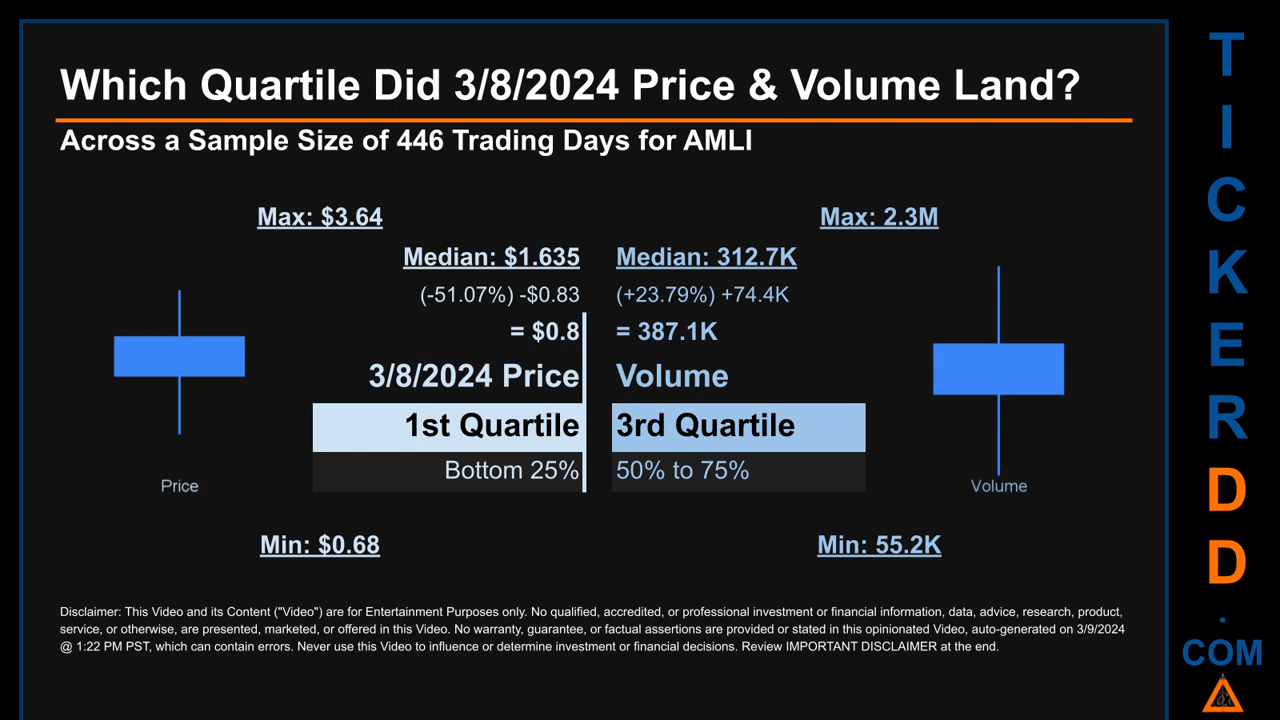 Which Quartile Did 3/8/2024 Price & Volume Land?
Across a Sample Size of 446 Trading Days for AMLI
Max: $3.64
Median: $1.635
(-51.07%) -$0.83
= $0.8
3/8/2024 Price
1st Quartile
Bottom 25%
Price
Min: $0.68
Max: 2.3M
Median: 312.7K
(+23.79%) +74.4K
= 387.1K
Volume
3rd Quartile
50% to 75%
Volume
Min: 55.2K
Disclaimer: This Video and its Content ("Video") are for Entertainment Purposes only. No qualified, accredited, or professional investment or financial information, data, advice, research, product,
service, or otherwise, are presented, marketed, or offered in this Video. No warranty, guarantee, or factual assertions are provided or stated in this opinionated Video, auto-generated on 3/9/2024
@ 1:22 PM PST, which can contain errors. Never use this Video to influence or determine investment or financial decisions. Review IMPORTANT DISCLAIMER at the end.
T
I
C
K
E
R
D
D
.
COM